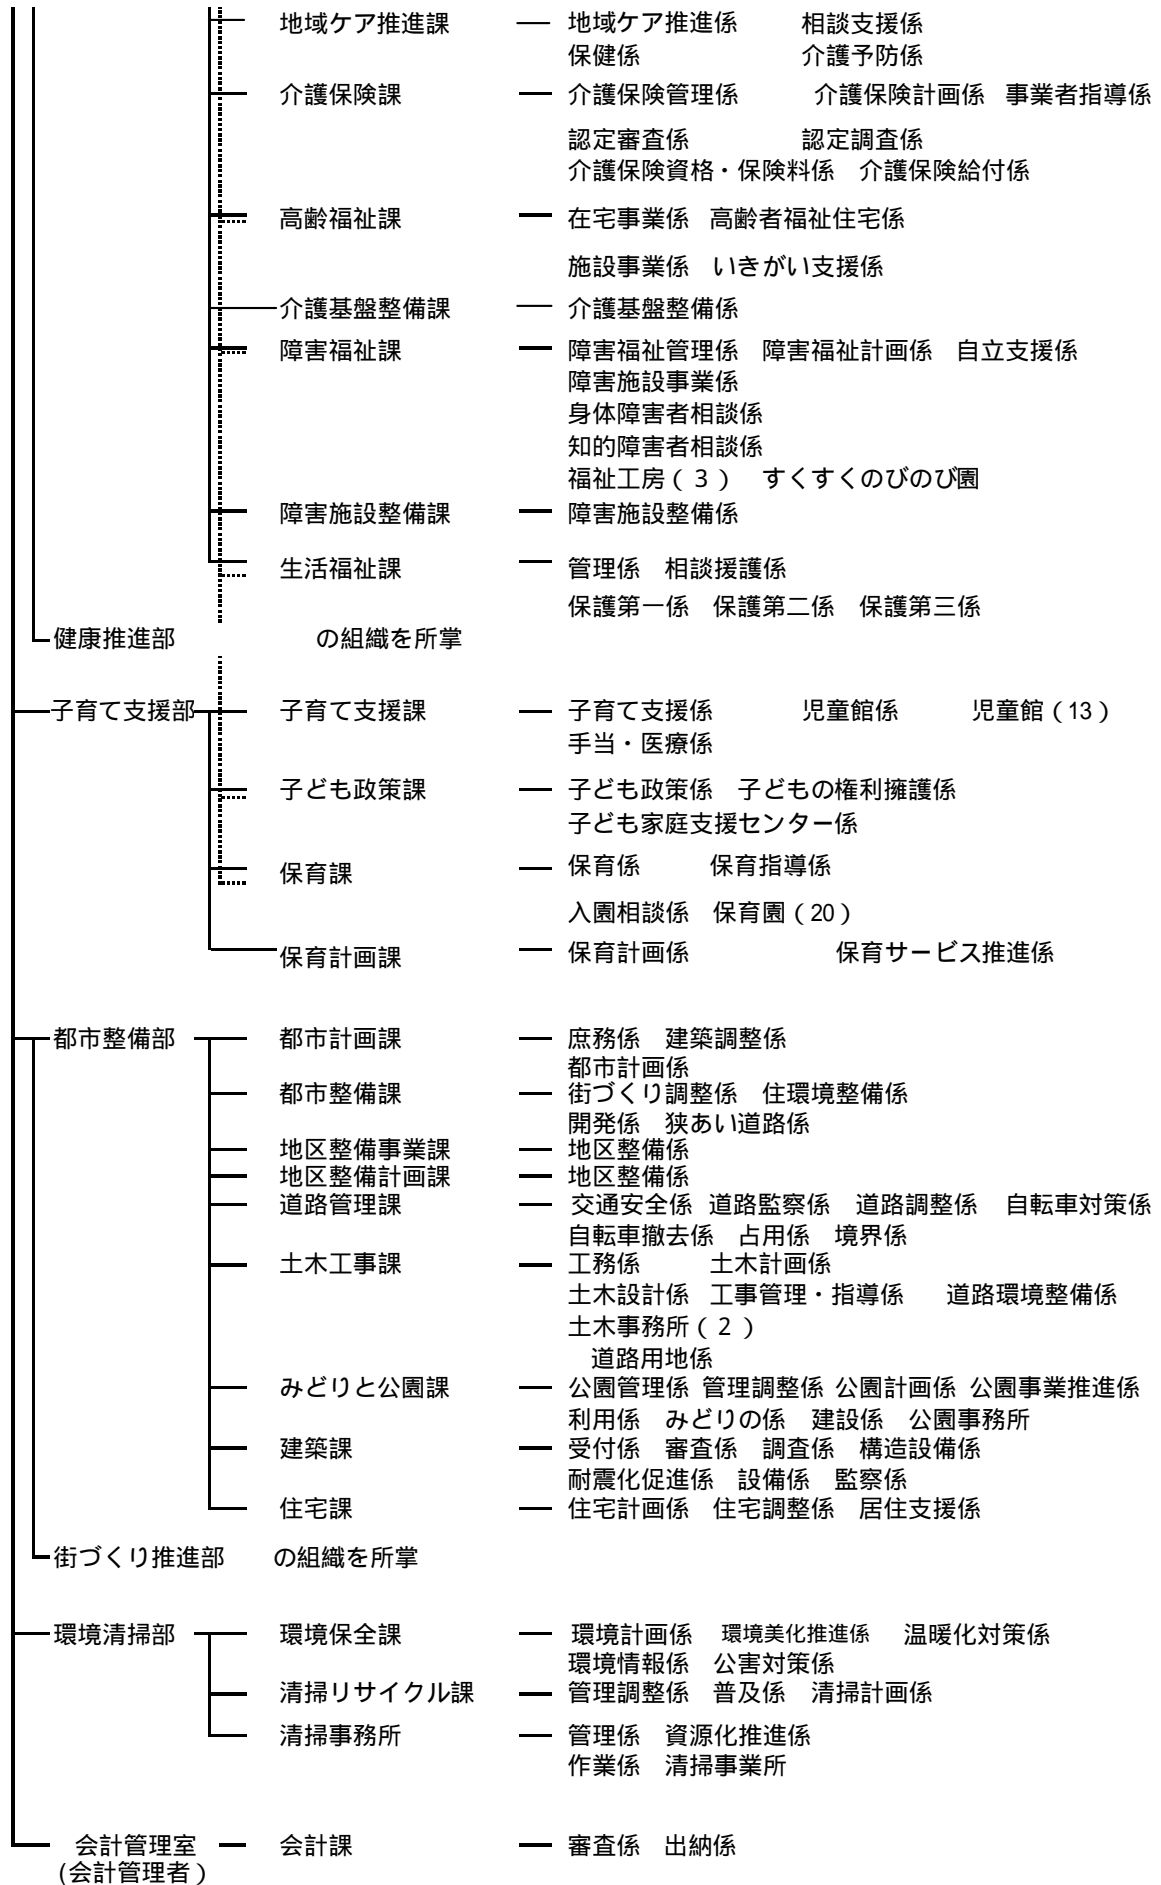 地域ケア推進課 地域ケア推進係 相談支援係
保健係 介護予防係
介護保険課 介護保険管理係 介護保険計画係 事業者指導係
認定審査係 認定調査係
介護保険資格・保険料係 介護保険給付係
高齢福祉課 在宅事業係 高齢者福祉住宅係
施設事業係 いきがい支援係
介護基盤整備課 介護基盤整備係
障害福祉課 障害福祉管理係 障害福祉計画係 自立支援係
障害施設事業係
身体障害者相談係
知的障害者相談係
福祉工房(3) すくすくのびのび園
障害施設整備課 障害施設整備係
生活福祉課 管理係 相談援護係
保護第一係 保護第二係 保護第三係
健康推進部 の組織を所掌
子育て支援部 子育て支援課 子育て支援係 児童館係 児童館(13)
手当・医療係
子ども政策課 子ども政策係 子どもの権利擁護係
子ども家庭支援センター係
保育課 保育係 保育指導係
入園相談係 保育園(20)
保育計画課 保育計画係 保育サービス推進係
都市整備部 都市計画課 庶務係 建築調整係
都市計画係
都市整備課 街づくり調整係 住環境整備係
開発係 狭あい道路係
地区整備事業課 地区整備係
地区整備計画課 地区整備係
道路管理課 交通安全係 道路監察係 道路調整係 自転車対策係
自転車撤去係 占用係 境界係
土木工事課 工務係 土木計画係
土木設計係 工事管理・指導係 道路環境整備係
土木事務所(2)
道路用地係
みどりと公園課 公園管理係 管理調整係 公園計画係 公園事業推進係
利用係 みどりの係 建設係 公園事務所
建築課 受付係 審査係 調査係 構造設備係
耐震化促進係 設備係 監察係
住宅課 住宅計画係 住宅調整係 居住支援係
街づくり推進部 の組織を所掌
環境清掃部 環境保全課 環境計画係 環境美化推進係 温暖化対策係
環境情報係 公害対策係
清掃リサイクル課 管理調整係 普及係 清掃計画係
清掃事務所 管理係 資源化推進係
作業係 清掃事業所
会計管理室 会計課 審査係 出納係
(会計管理者)